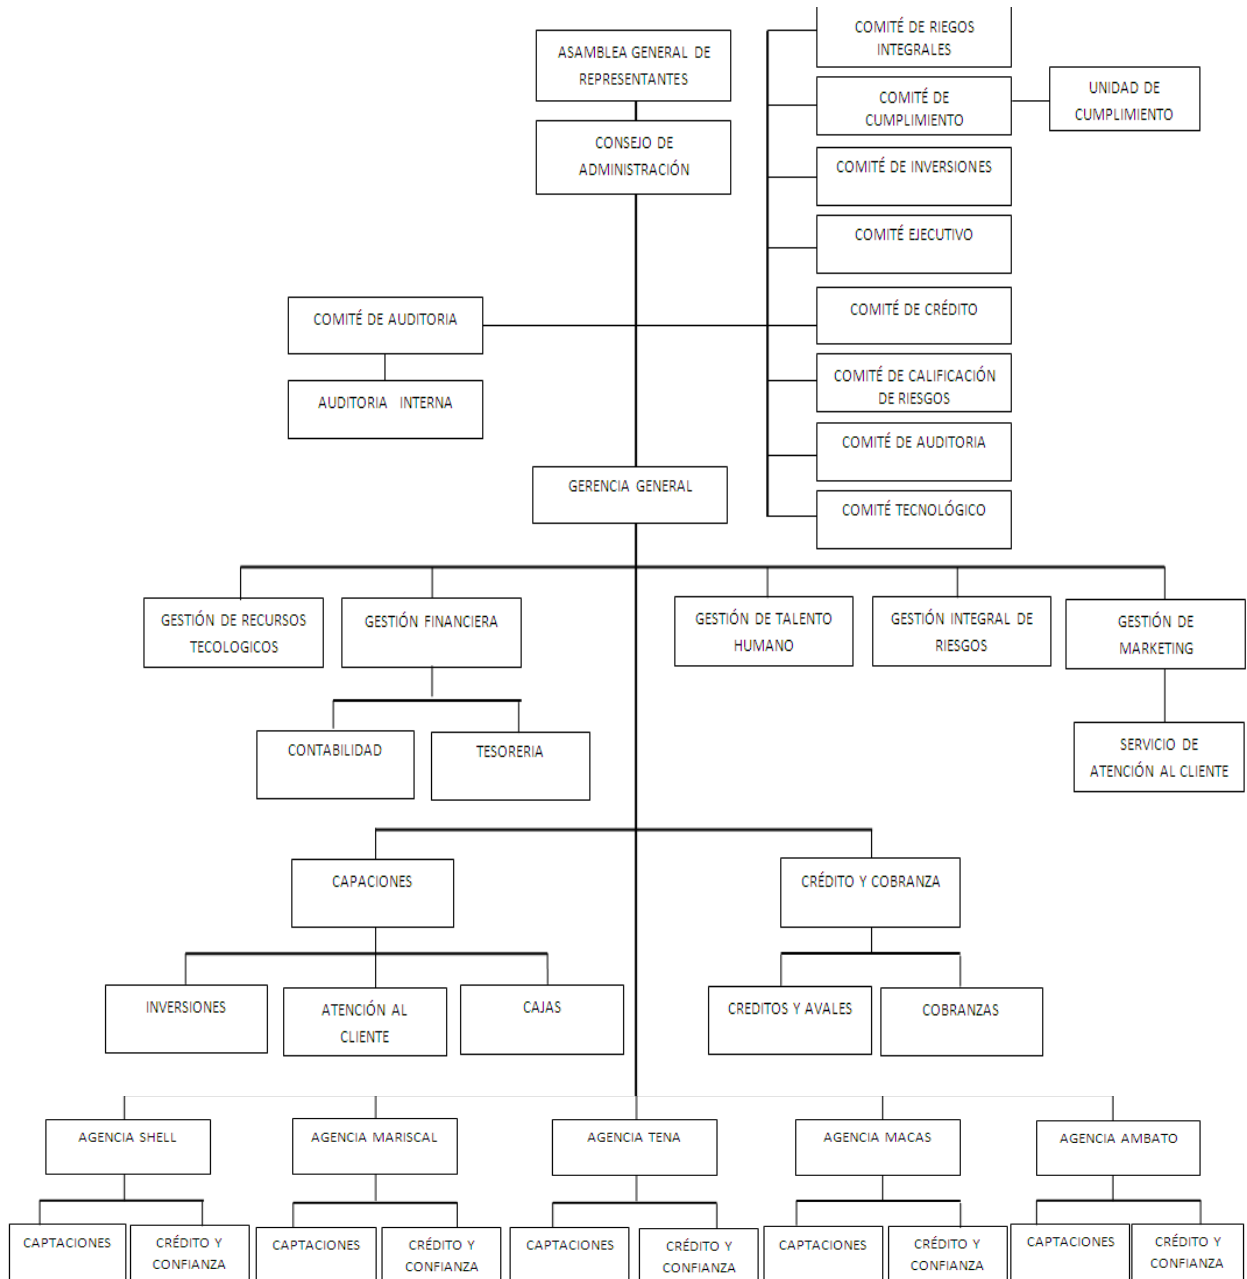 COMITÉ DE RIEGOS
INTEGRALES
ASAMBLEA GENERAL DE
REPRESENTANTES
COMITÉ DE
CUMPLIMIENTO
UNIDAD DE
CUMPLIMIENTO
CONSEJO DE
ADMINISTRACIÓN
COMITÉ DE INVERSIONES
COMITÉ EJECUTIVO
COMITÉ DE AUDITORIA
COMITÉ DE CRÉDITO
AUDITORIA INTERNA
COMITÉ DE CALIFICACIÓN
DE RIESGOS
COMITÉ DE AUDITORIA
GERENCIA GENERAL
COMITÉ TECNOLÓGICO
GESTIÓN DE RECURSOS
TECOLOGICOS
GESTIÓN FINANCIERA
GESTIÓN DE TALENTO
HUMANO
GESTIÓN INTEGRAL DE
RIESGOS
GESTIÓN DE
MARKETING
CONTABILIDAD
TESORERIA
SERVICIO DE
ATENCIÓN AL CLIENTE
CAPACIONES
CRÉDITO Y COBRANZA
INVERSIONES
ATENCIÓN AL
CLIENTE
CAJAS
CREDITOS Y AVALES
COBRANZAS
AGENCIA SHELL
AGENCIA MARISCAL
AGENCIA TENA
AGENCIA MACAS
AGENCIA AMBATO
CAPTACIONES
CRÉDITO Y
CONFIANZA
CAPTACIONES
CRÉDITO Y
CONFIANZA
CAPTACIONES
CRÉDITO Y
CONFIANZA
CAPTACIONES
CRÉDITO Y
CONFIANZA
CAPTACIONES
CRÉDITO Y
CONFIANZA